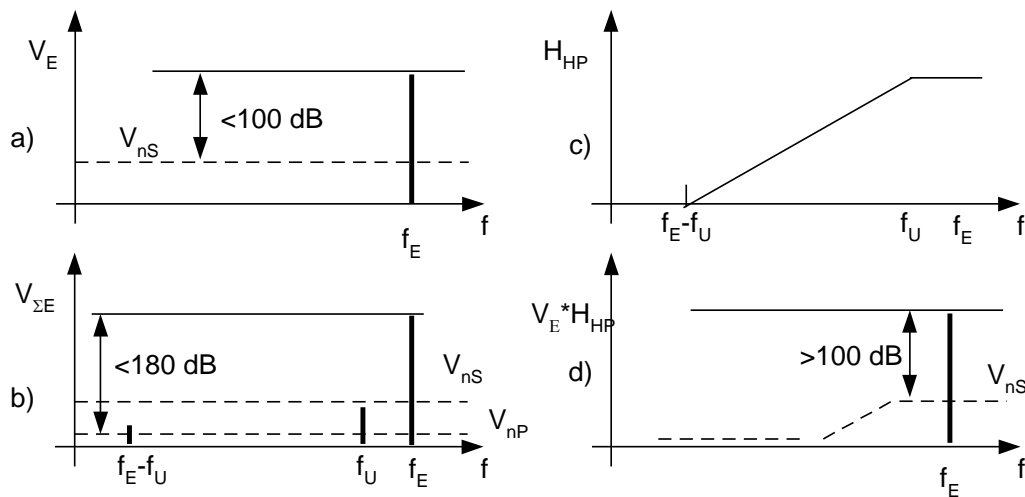 V_E
<100 dB
a)
V_nS
f_E
f
H_HP
c)
f_E-f_U
f_U
f_E
f
V_ΣE
<180 dB
V_nS
b)
V_nP
f_E-f_U
f_U
f_E
f
V_E*H_HP
>100 dB
d)
V_nS
f_E
f